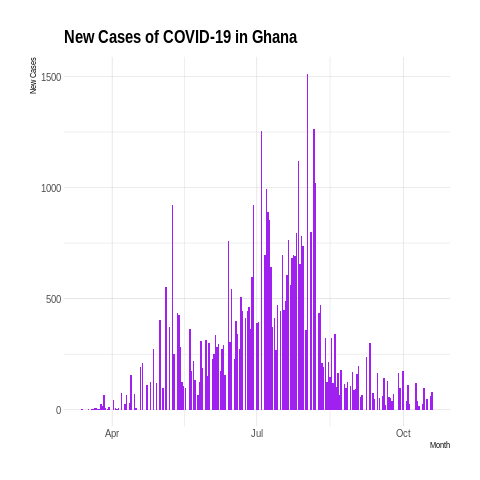 New Cases of COVID-19 in Ghana
New Cases
1500
1000
500
0
Apr
Jul
Oct
Month